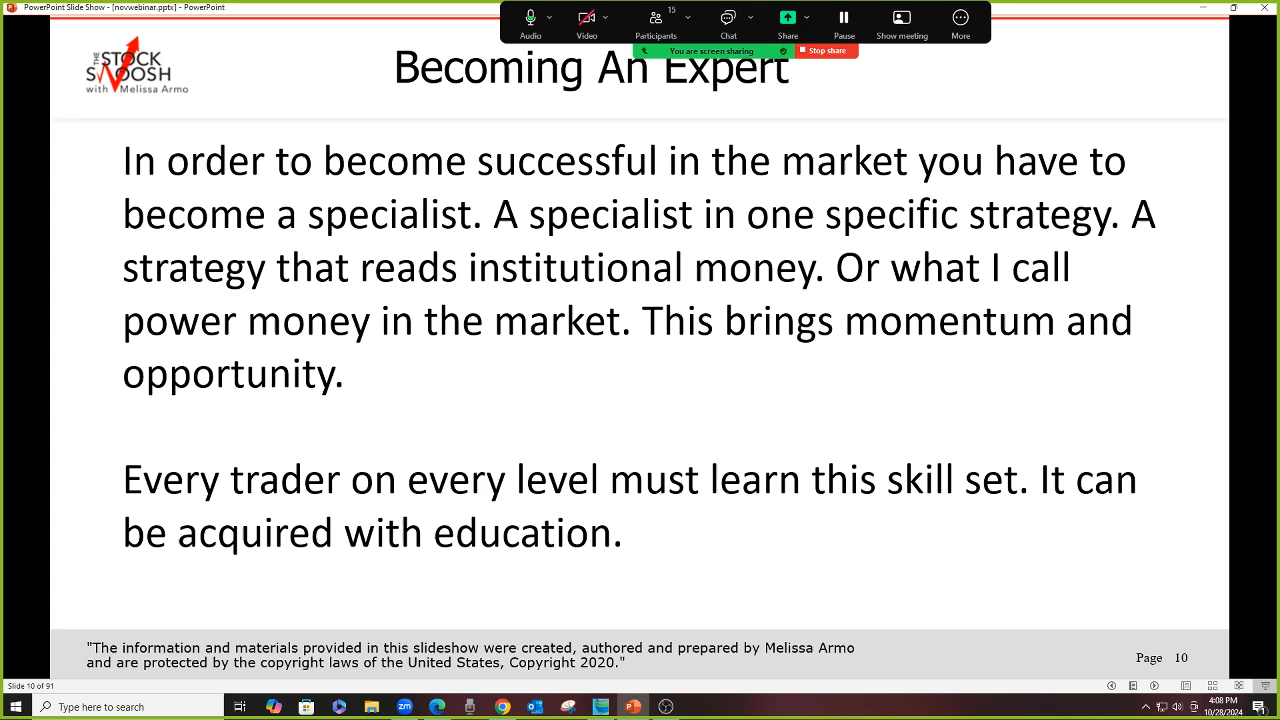 PowerPoint Slide Show - [novwebinar.pptx] - PowerPoint
15
Audio
Video
Participants
Chat
Share
Pause
Show meeting
More
You are screen sharing
Stop share
THE STOCK
SWOOSH
with Melissa Armo
Becoming An Expert
In order to become successful in the market you have to
become a specialist. A specialist in one specific strategy. A
strategy that reads institutional money. Or what I call
power money in the market. This brings momentum and
opportunity.
Every trader on every level must learn this skill set. It can
be acquired with education.
"The information and materials provided in this slideshow were created, authored and prepared by Melissa Armo
and are protected by the copyright laws of the United States, Copyright 2020."
Page 10
Slide 10 of 91
Type here to search
4:08 PM
10/28/2024